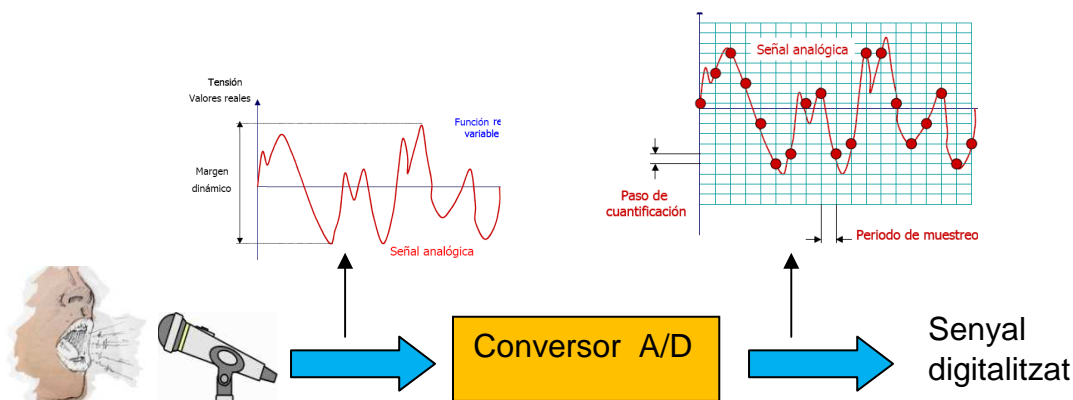 Tensión
Valores reales
Función re
variable
Margen
dinámico
Señal analógica
Señal analógica
Paso de
cuantificación
Periodo de muestreo
Conversor A/D
Senyal
digitalitzat